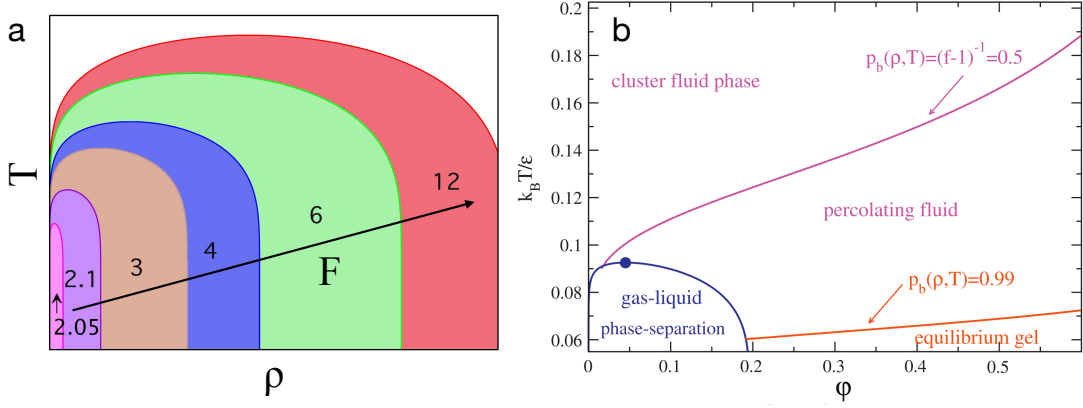 a
T
2.05
2.1
3
4
6
12
F
ρ
b
0.2
0.18
0.16
0.14
0.12
0.1
0.08
0.06
k_BT/ε
cluster fluid phase
p_b(ρ,T)=(f-1)^-1=0.5
percolating fluid
gas-liquid
phase-separation
p_b(ρ,T)=0.99
equilibrium gel
0
0.1
0.2
0.3
0.4
0.5
φ